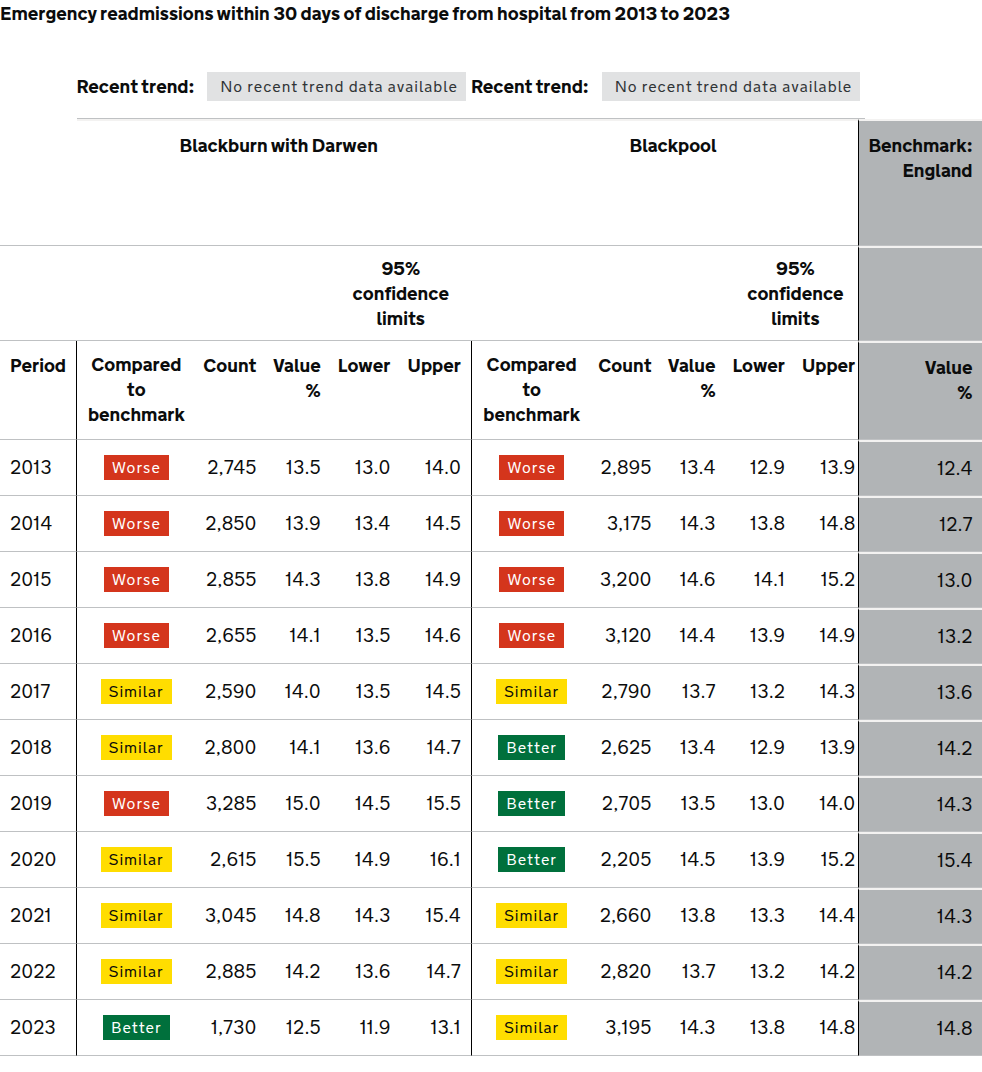 Emergency readmissions within 30 days of discharge from hospital from 2013 to 2023
Recent trend: No recent trend data available Recent trend: No recent trend data available
Blackburn with Darwen Blackpool Benchmark:
England
95% 95%
confidence confidence
limits limits
Period Compared Count Value Lower Upper Compared Count Value Lower Upper Value
to % to % %
benchmark benchmark
2013 Worse 2,745 13.5 13.0 14.0 Worse 2,895 13.4 12.9 13.9 12.4
2014 Worse 2,850 13.9 13.4 14.5 Worse 3,175 14.3 13.8 14.8 12.7
2015 Worse 2,855 14.3 13.8 14.9 Worse 3,200 14.6 14.1 15.2 13.0
2016 Worse 2,655 14.1 13.5 14.6 Worse 3,120 14.4 13.9 14.9 13.2
2017 Similar 2,590 14.0 13.5 14.5 Similar 2,790 13.7 13.2 14.3 13.6
2018 Similar 2,800 14.1 13.6 14.7 Better 2,625 13.4 12.9 13.9 14.2
2019 Worse 3,285 15.0 14.5 15.5 Better 2,705 13.5 13.0 14.0 14.3
2020 Similar 2,615 15.5 14.9 16.1 Better 2,205 14.5 13.9 15.2 15.4
2021 Similar 3,045 14.8 14.3 15.4 Similar 2,660 13.8 13.3 14.4 14.3
2022 Similar 2,885 14.2 13.6 14.7 Similar 2,820 13.7 13.2 14.2 14.2
2023 Better 1,730 12.5 11.9 13.1 Similar 3,195 14.3 13.8 14.8 14.8